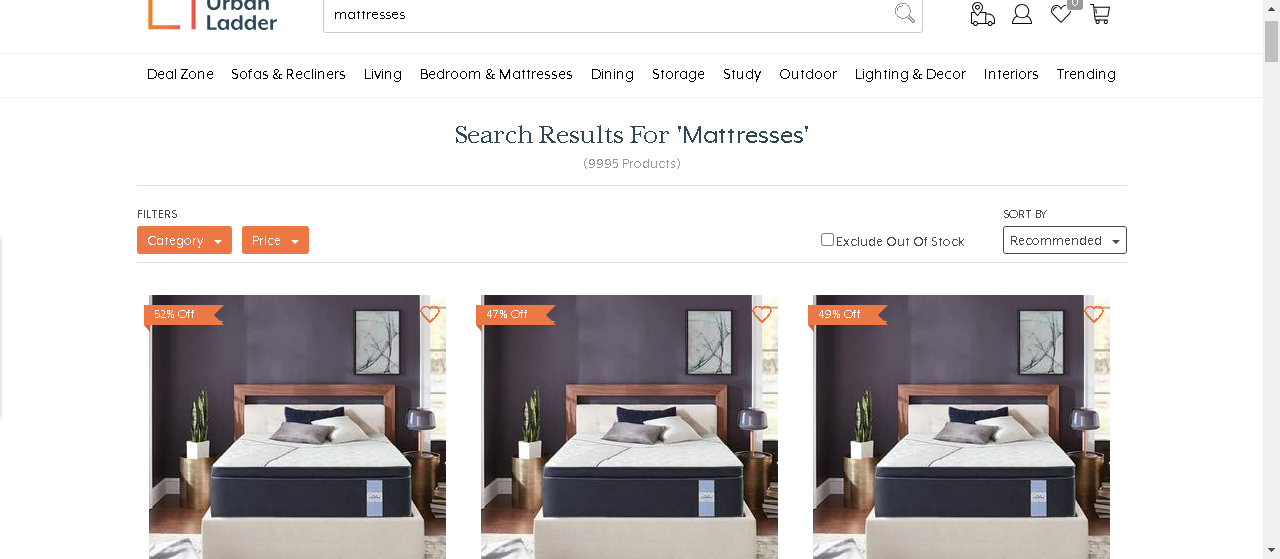 Urban
Ladder
mattresses
0
Deal Zone Sofas & Recliners Living Bedroom & Mattresses Dining Storage Study Outdoor Lighting & Decor Interiors Trending
Search Results For 'Mattresses'
(9995 Products)
FILTERS
SORT BY
Category Price
Exclude Out Of Stock
Recommended
52% Off
47% Off
49% Off